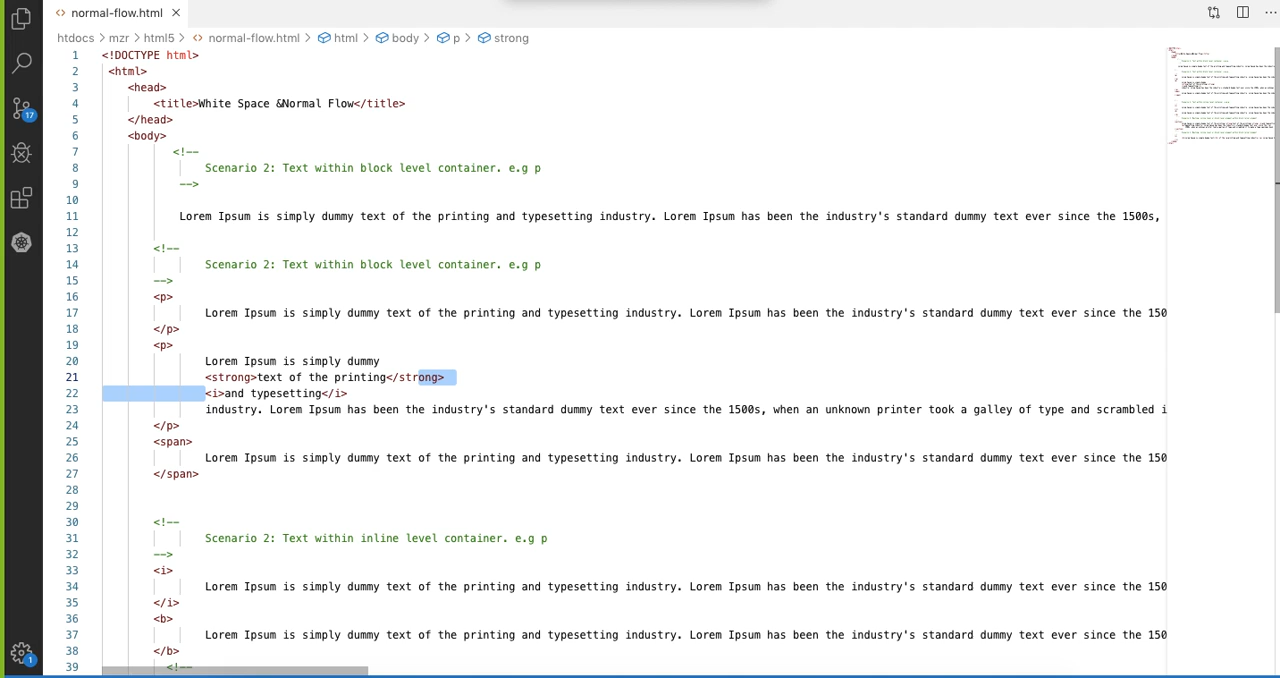 normal-flow.html
htdocs mzr html5 normal-flow.html html body p strong
1 <!DOCTYPE html>
2 <html>
3 <head>
4 <title>White Space &Normal Flow</title>
5 </head>
6 <body>
7 <!--
8 Scenario 2: Text within block level container. e.g p
9 -->
10
11 Lorem Ipsum is simply dummy text of the printing and typesetting industry. Lorem Ipsum has been the industry's standard dummy text ever since the 1500s,
12
13 <!--
14 Scenario 2: Text within block level container. e.g p
15 -->
16 <p>
17 Lorem Ipsum is simply dummy text of the printing and typesetting industry. Lorem Ipsum has been the industry's standard dummy text ever since the 150
18 </p>
19 <p>
20 Lorem Ipsum is simply dummy
21 <strong>text of the printing</strong>
22 <i>and typesetting</i>
23 industry. Lorem Ipsum has been the industry's standard dummy text ever since the 1500s, when an unknown printer took a galley of type and scrambled i
24 </p>
25 <span>
26 Lorem Ipsum is simply dummy text of the printing and typesetting industry. Lorem Ipsum has been the industry's standard dummy text ever since the 150
27 </span>
28
29
30 <!--
31 Scenario 2: Text within inline level container. e.g p
32 -->
33 <i>
34 Lorem Ipsum is simply dummy text of the printing and typesetting industry. Lorem Ipsum has been the industry's standard dummy text ever since the 150
35 </i>
36 <b>
37 Lorem Ipsum is simply dummy text of the printing and typesetting industry. Lorem Ipsum has been the industry's standard dummy text ever since the 150
38 </b>
39 <!--
17
1